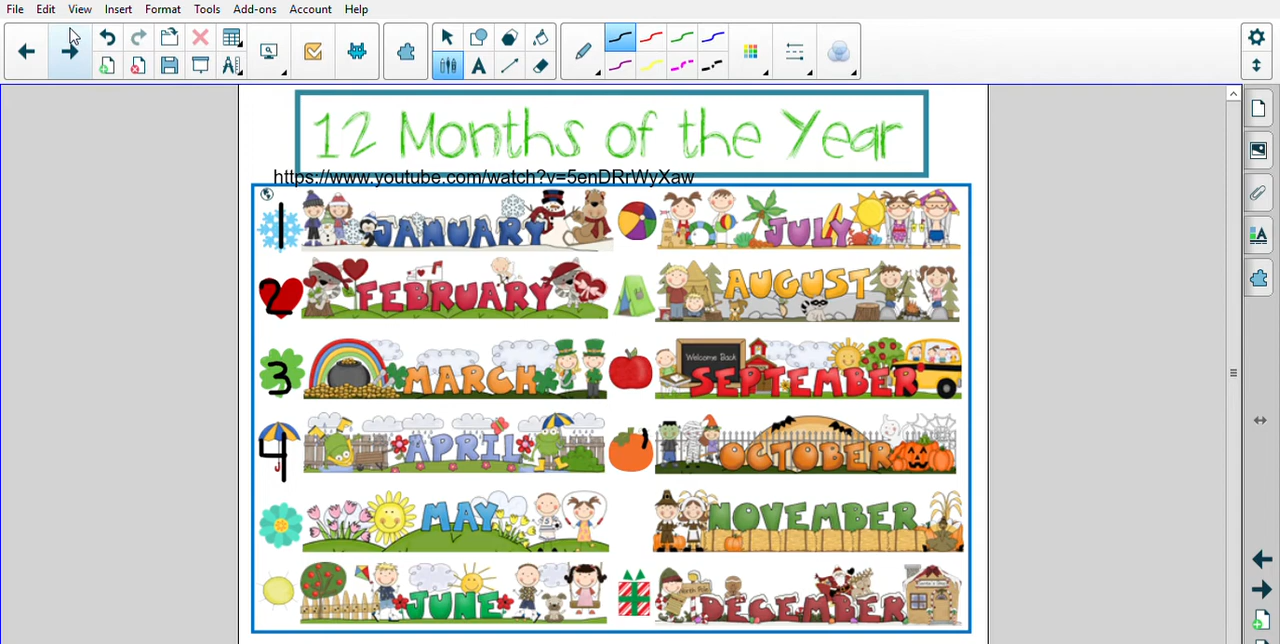 File Edit View Insert Format Tools Add-ons Account Help
12 Months of the Year
https://www.youtube.com/watch?v=5enDRrWyXaw
1 JANUARY
JULY
2 FEBRUARY
AUGUST
3 MARCH
Welcome Back
SEPTEMBER
4 APRIL
OCTOBER
MAY
NOVEMBER
JUNE
North Pole
DECEMBER